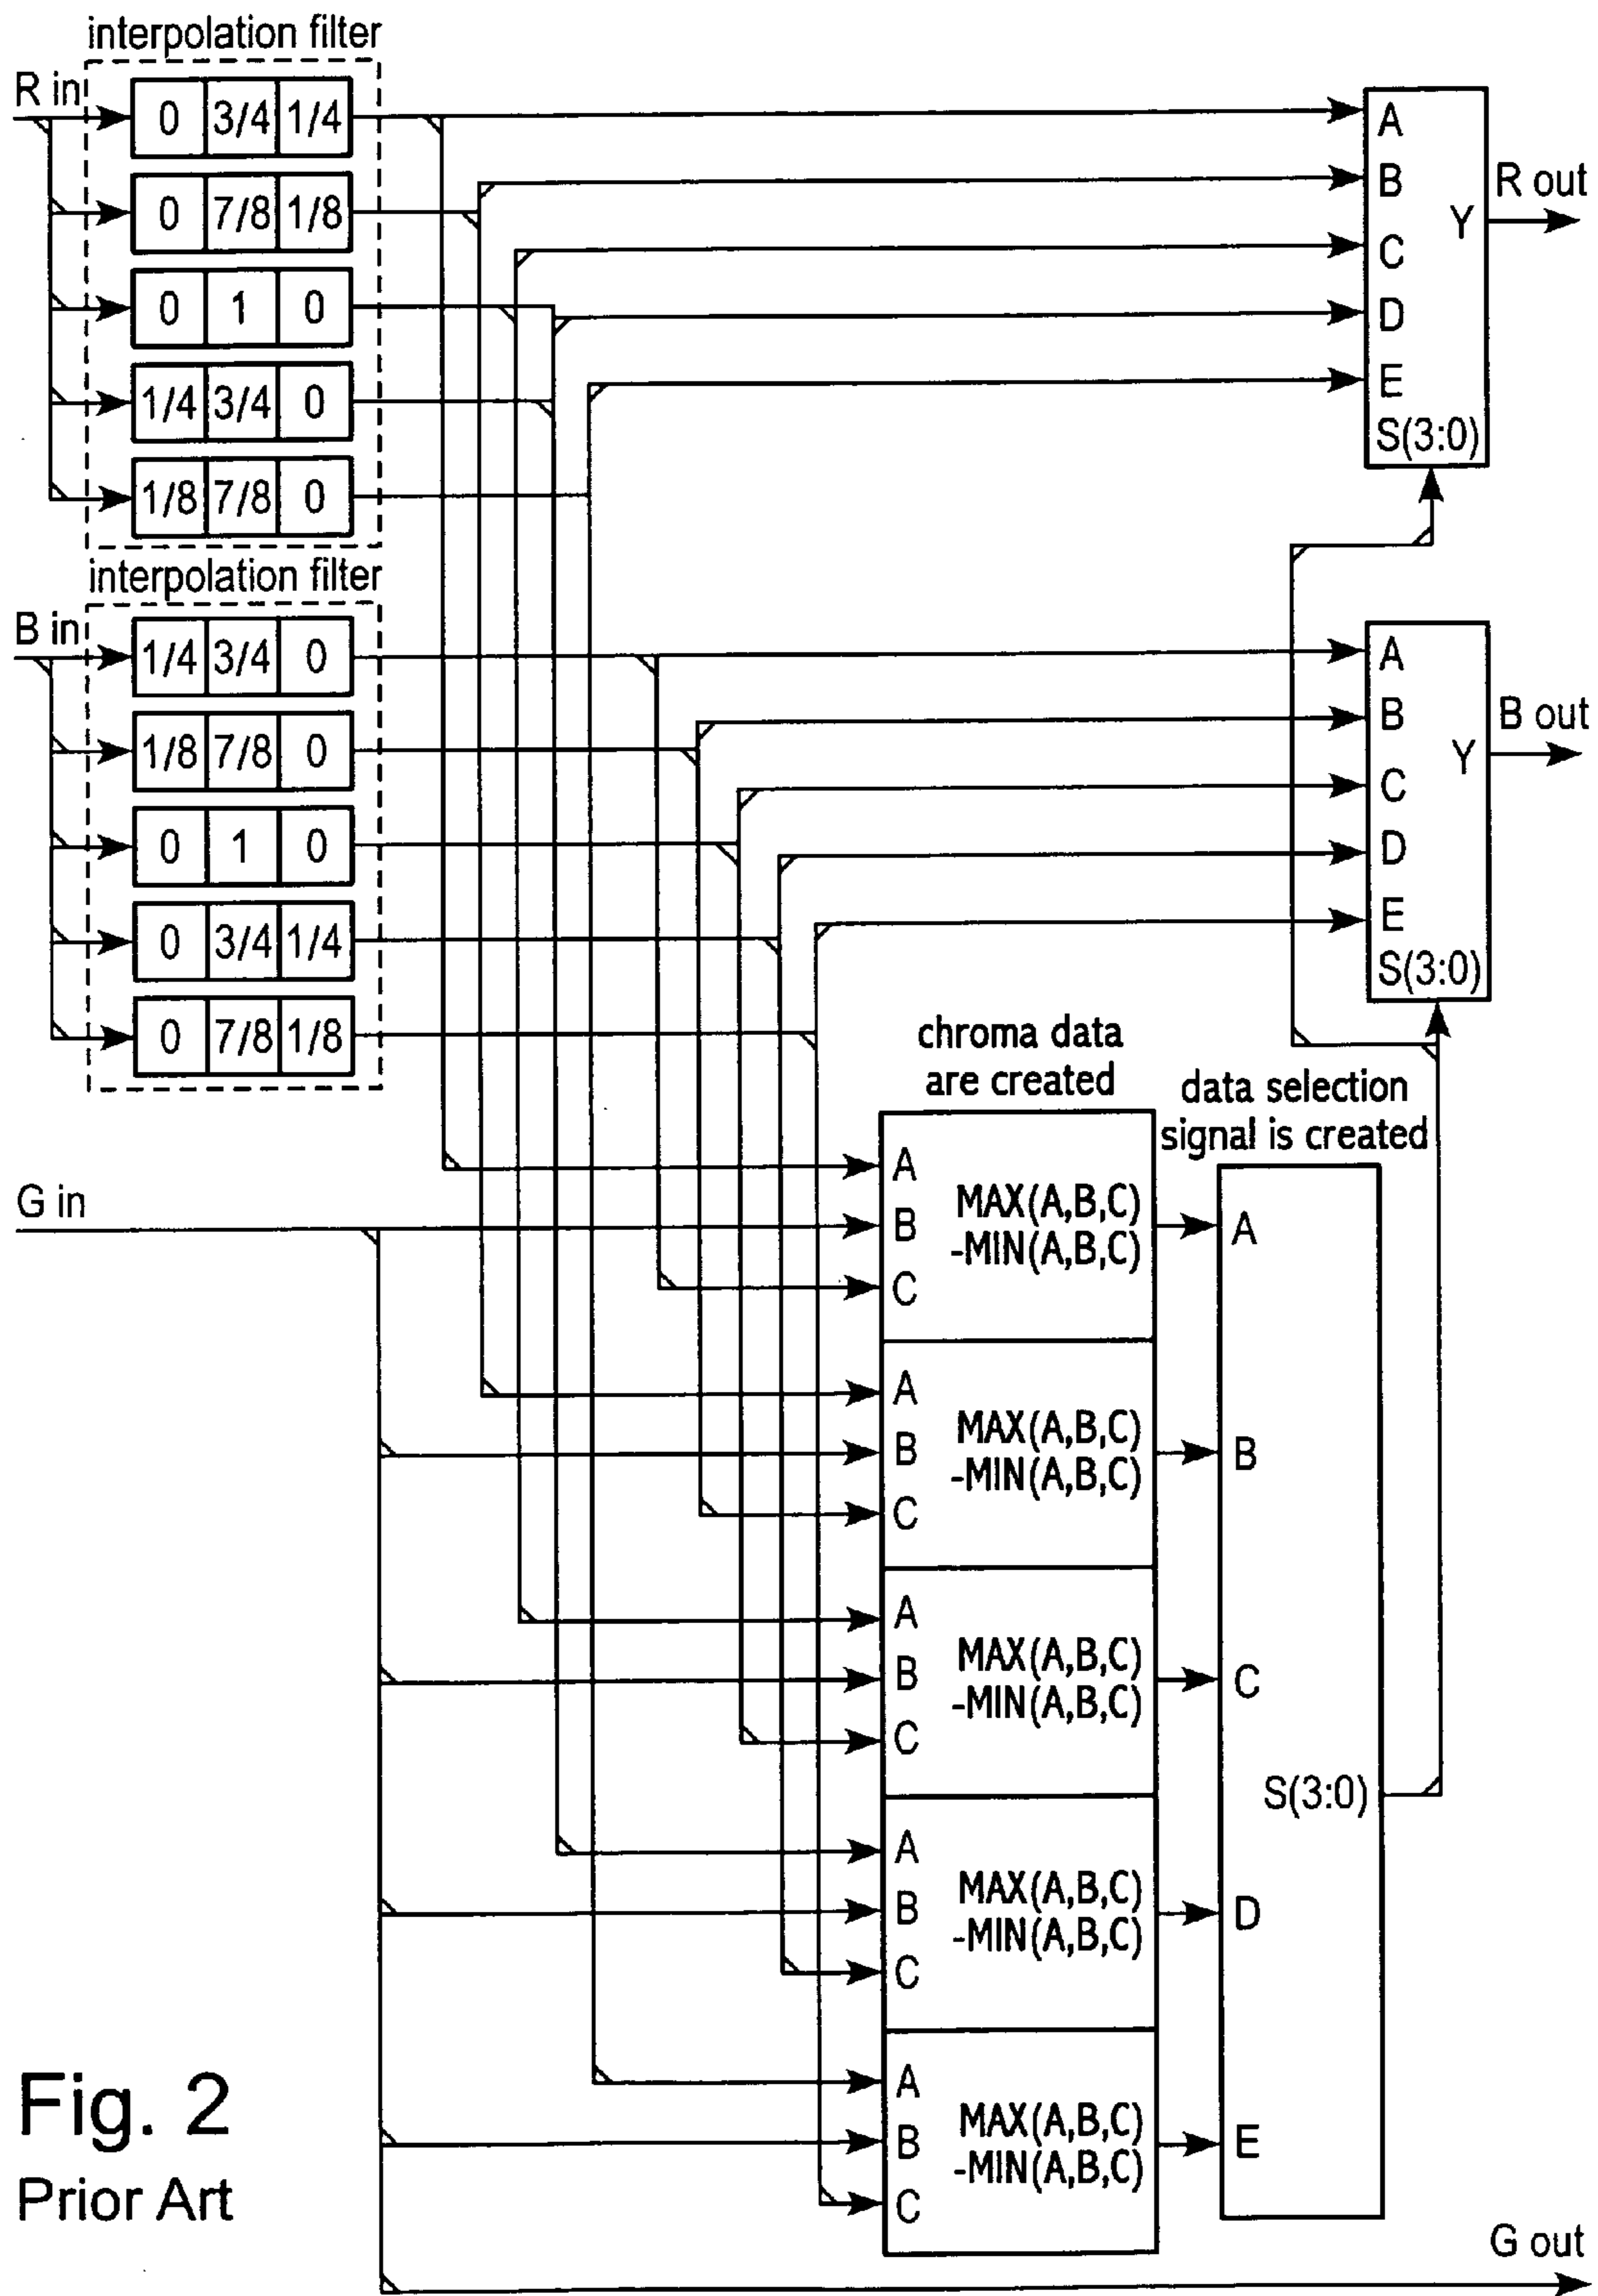 interpolation filter
R in
0 3/4 1/4
0 7/8 1/8
0 1 0
1/4 3/4 0
1/8 7/8 0
A
B
C
D
E
Y
S(3:0)
R out
interpolation filter
B in
1/4 3/4 0
1/8 7/8 0
0 1 0
0 3/4 1/4
0 7/8 1/8
A
B
C
D
E
Y
S(3:0)
B out
chroma data
are created
data selection
signal is created
G in
A
B
C
MAX(A,B,C)
-MIN(A,B,C)
A
B
C
MAX(A,B,C)
-MIN(A,B,C)
A
B
C
MAX(A,B,C)
-MIN(A,B,C)
A
B
C
MAX(A,B,C)
-MIN(A,B,C)
A
B
C
MAX(A,B,C)
-MIN(A,B,C)
A
B
C
S(3:0)
D
E
G out
Fig. 2
Prior Art